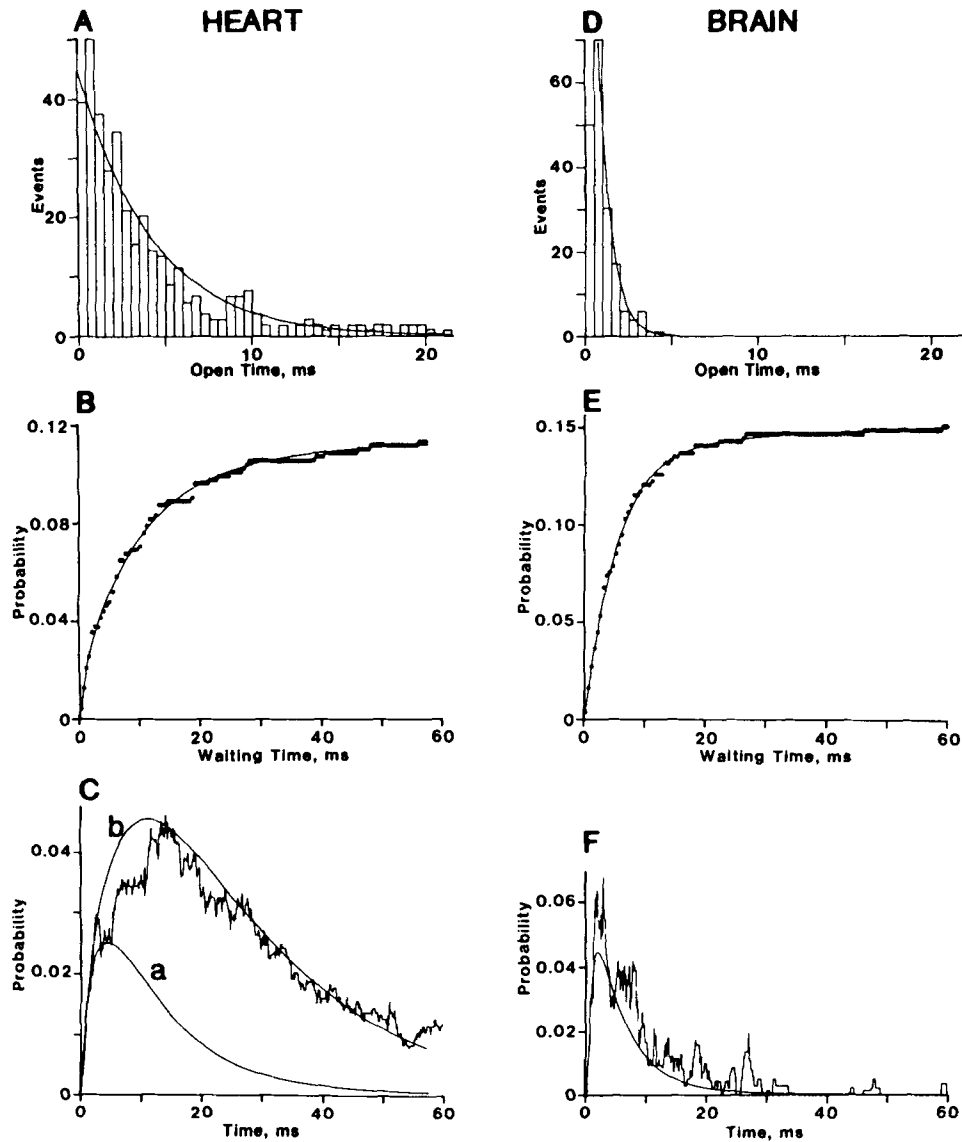 A HEART
40
20
0
Events
0 10 20
Open Time, ms
B
0.12
0.08
0.04
0
Probability
0 20 40 60
Waiting Time, ms
C
b
a
0.04
0.02
0
Probability
0 20 40 60
Time, ms
D BRAIN
60
40
20
0
Events
0 10 20
Open Time, ms
E
0.15
0.10
0.05
0
Probability
0 20 40 60
Waiting Time, ms
F
0.06
0.04
0.02
0
Probability
0 20 40 60
Time, ms